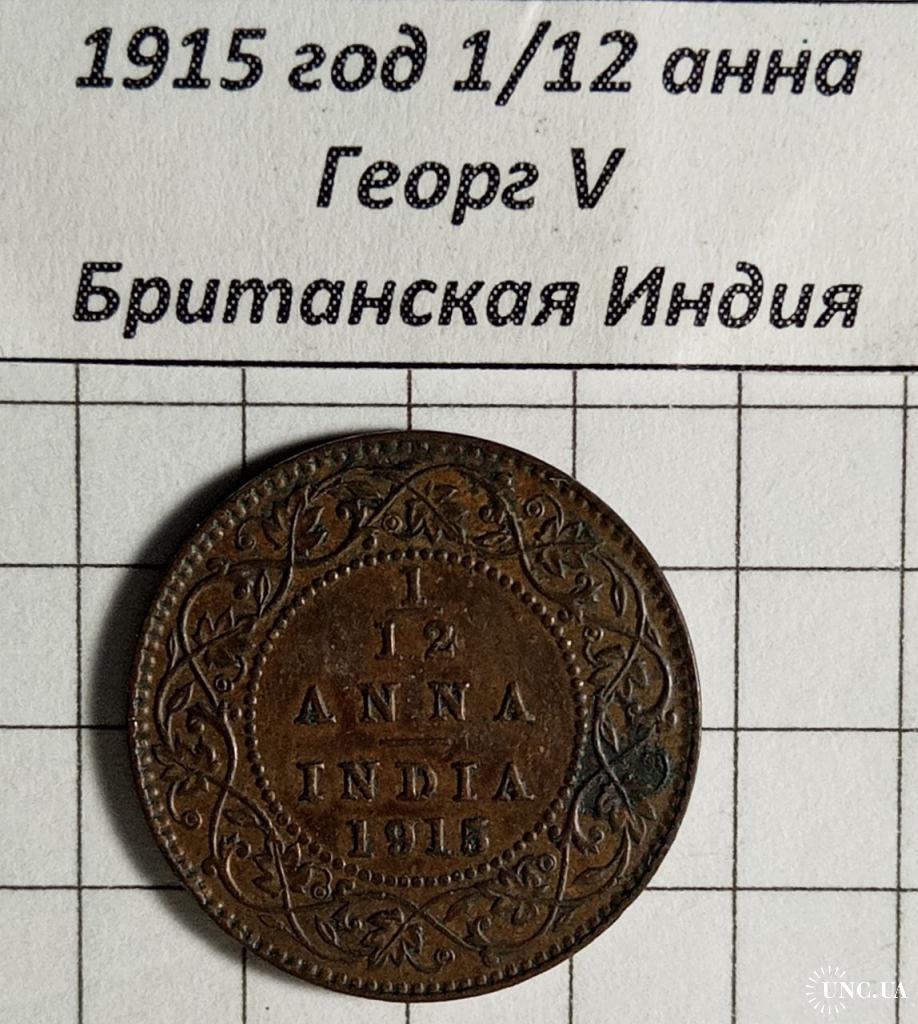 1915 год 1/12 анна
Георг V
Британская Индия
1
12
ANNA
INDIA
1915
UNC.UA